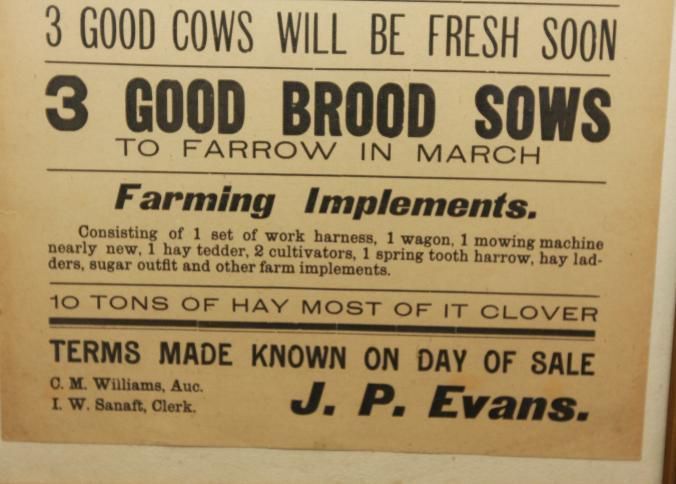 3 GOOD COWS WILL BE FRESH SOON
3 GOOD BROOD SOWS
TO FARROW IN MARCH
Farming Implements.
Consisting of 1 set of work harness, 1 wagon, 1 mowing machine
nearly new, 1 hay tedder, 2 cultivators, 1 spring tooth harrow, hay lad-
ders, sugar outfit and other farm implements.
10 TONS OF HAY MOST OF IT CLOVER
TERMS MADE KNOWN ON DAY OF SALE
C. M. Williams, Auc.
I. W. Sanaft, Clerk.
J. P. Evans.